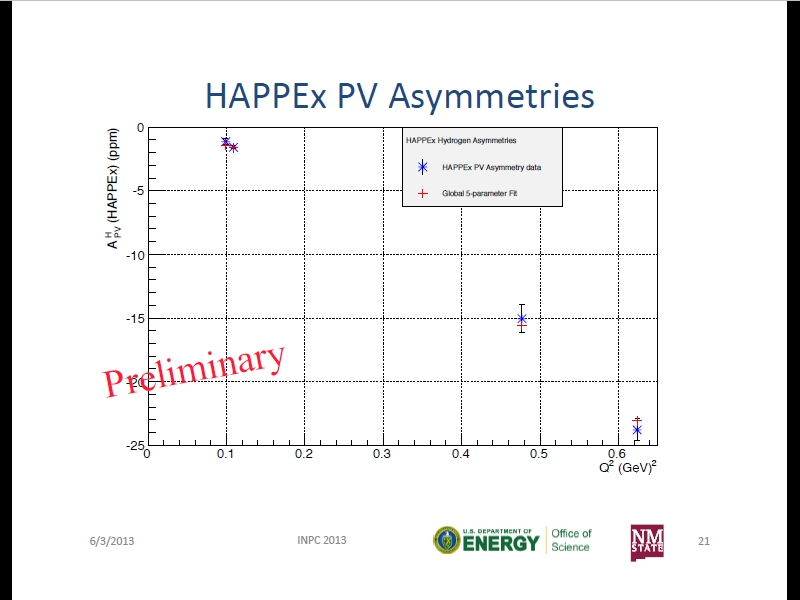 HAPPEx PV Asymmetries
A^H_PV (HAPPEx) (ppm)
0
-5
-10
-15
-20
-25
HAPPEx Hydrogen Asymmetries
HAPPEx PV Asymmetry data
Global 5-parameter Fit
Preliminary
0 0.1 0.2 0.3 0.4 0.5 0.6
Q² (GeV)²
6/3/2013
INPC 2013
U.S. DEPARTMENT OF
ENERGY
Office of
Science
NM
STATE
21